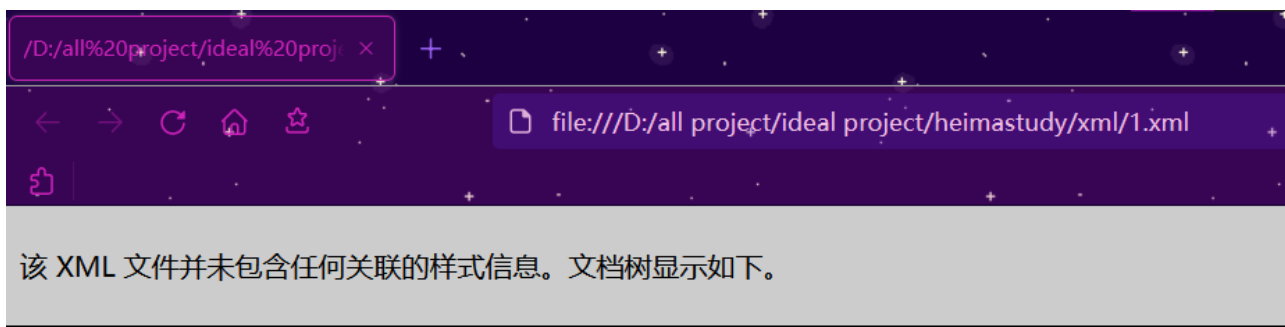 /D:/all%20project/ideal%20proj
file:///D:/all project/ideal project/heimastudy/xml/1.xml
该 XML 文件并未包含任何关联的样式信息。文档树显示如下。